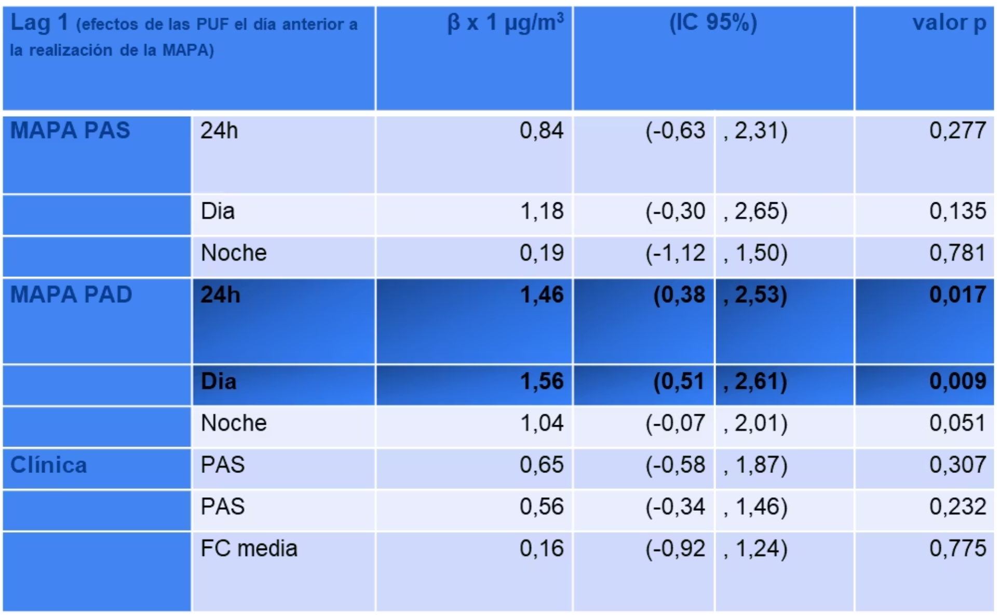 Lag 1 (efectos de las PUF el día anterior a β x 1 µg/m³ (IC 95%) valor p
la realización de la MAPA)
MAPA PAS 24h 0,84 (-0,63 , 2,31) 0,277
Dia 1,18 (-0,30 , 2,65) 0,135
Noche 0,19 (-1,12 , 1,50) 0,781
MAPA PAD 24h 1,46 (0,38 , 2,53) 0,017
Dia 1,56 (0,51 , 2,61) 0,009
Noche 1,04 (-0,07 , 2,01) 0,051
Clínica PAS 0,65 (-0,58 , 1,87) 0,307
PAS 0,56 (-0,34 , 1,46) 0,232
FC media 0,16 (-0,92 , 1,24) 0,775